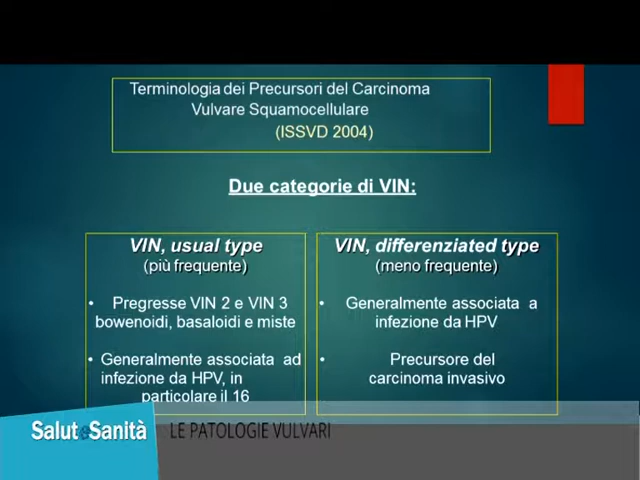 Terminologia dei Precursori del Carcinoma
Vulvare Squamocellulare
(ISSVD 2004)
Due categorie di VIN:
VIN, usual type
(più frequente)
• Pregresse VIN 2 e VIN 3
bowenoidi, basaloidi e miste
• Generalmente associata ad
infezione da HPV, in
particolare il 16
VIN, differenziated type
(meno frequente)
• Generalmente associata a
infezione da HPV
• Precursore del
carcinoma invasivo
Salut e Sanità
LE PATOLOGIE VULVARI